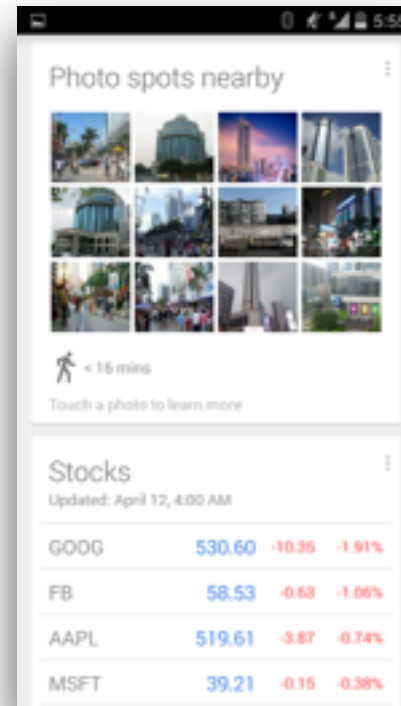 5:55
Photo spots nearby
< 16 mins
Touch a photo to learn more
Stocks
Updated: April 12, 4:00 AM
GOOG 530.60 -10.35 -1.91%
FB 58.53 -0.63 -1.06%
AAPL 519.61 -3.87 -0.74%
MSFT 39.21 -0.15 -0.38%